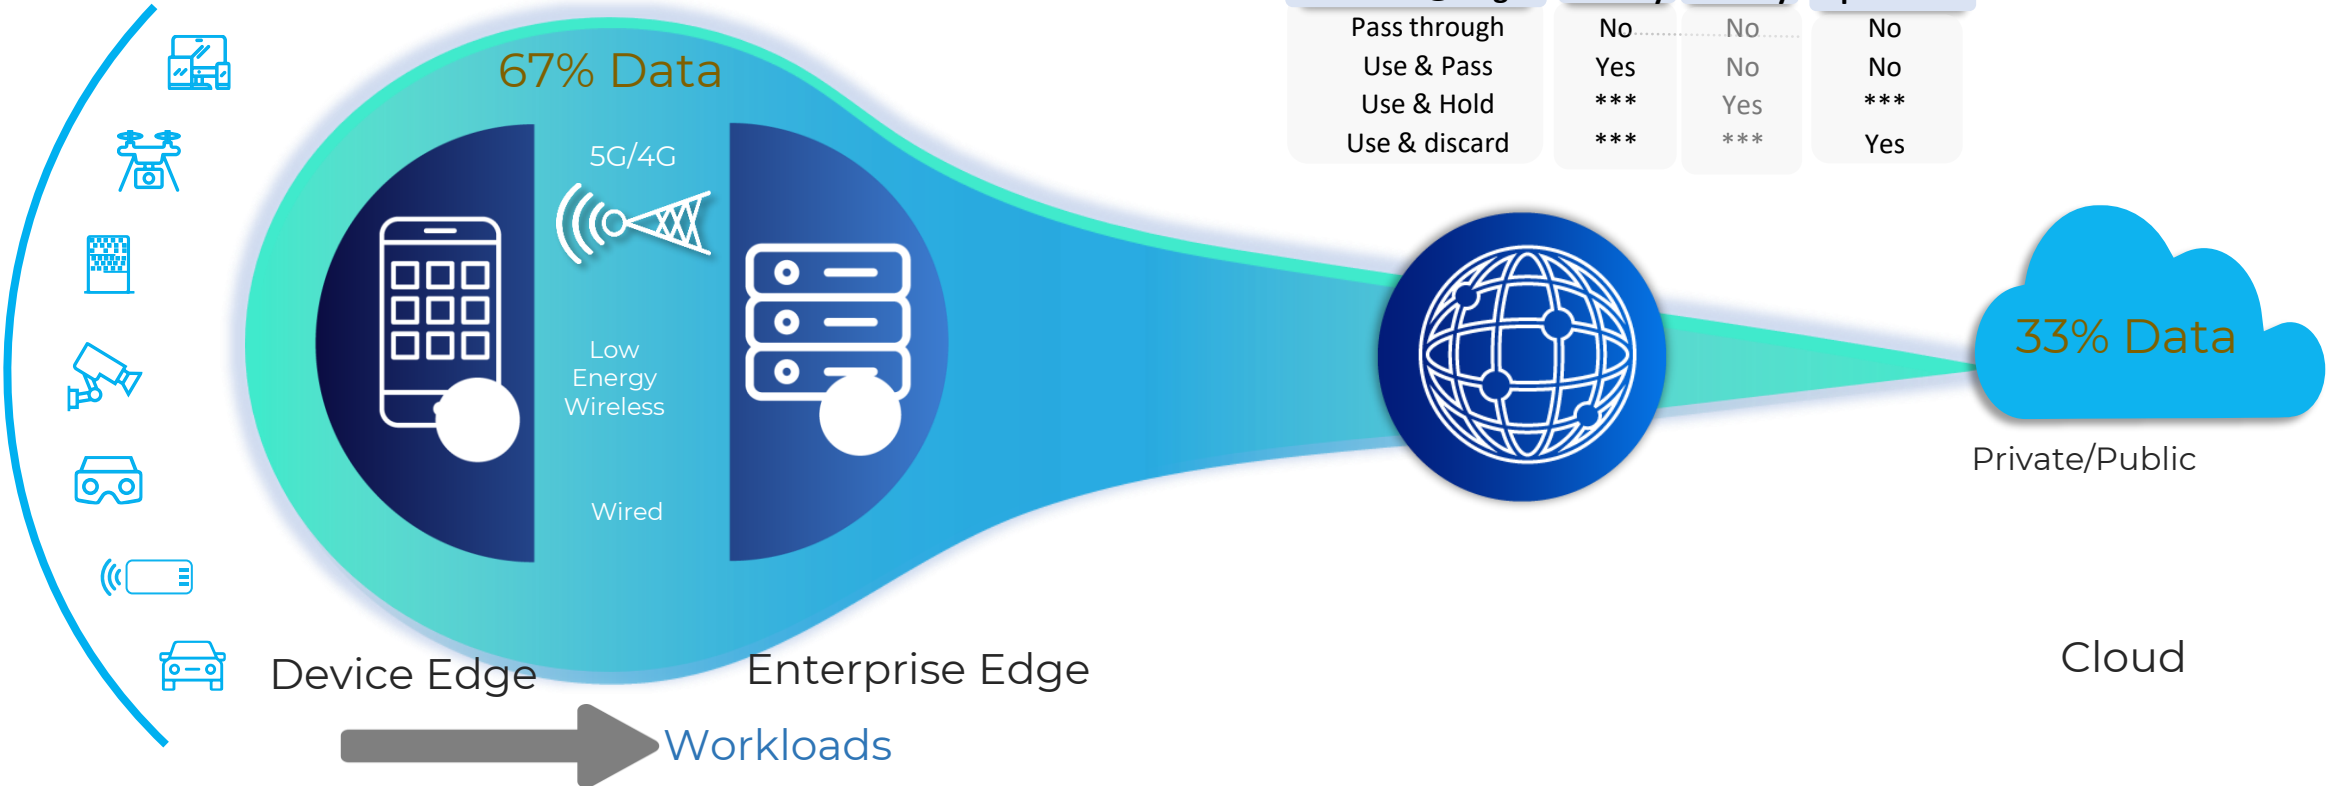 Pass through No No No
Use & Pass Yes No No
Use & Hold *** Yes ***
Use & discard *** *** Yes
67% Data
5G/4G
Low
Energy
Wireless
Wired
33% Data
Private/Public
Device Edge
Enterprise Edge
Cloud
Workloads